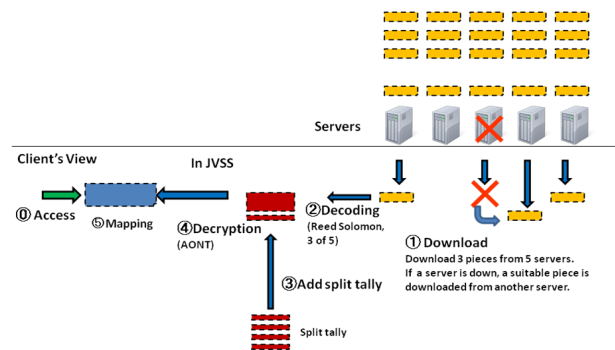 Servers
Client's View
In JVSS
⓪ Access
⑤Mapping
④Decryption
(AONT)
②Decoding
(Reed Solomon,
3 of 5)
①Download
Download 3 pieces from 5 servers.
If a server is down, a suitable piece is
downloaded from another server.
③Add split tally
Split tally